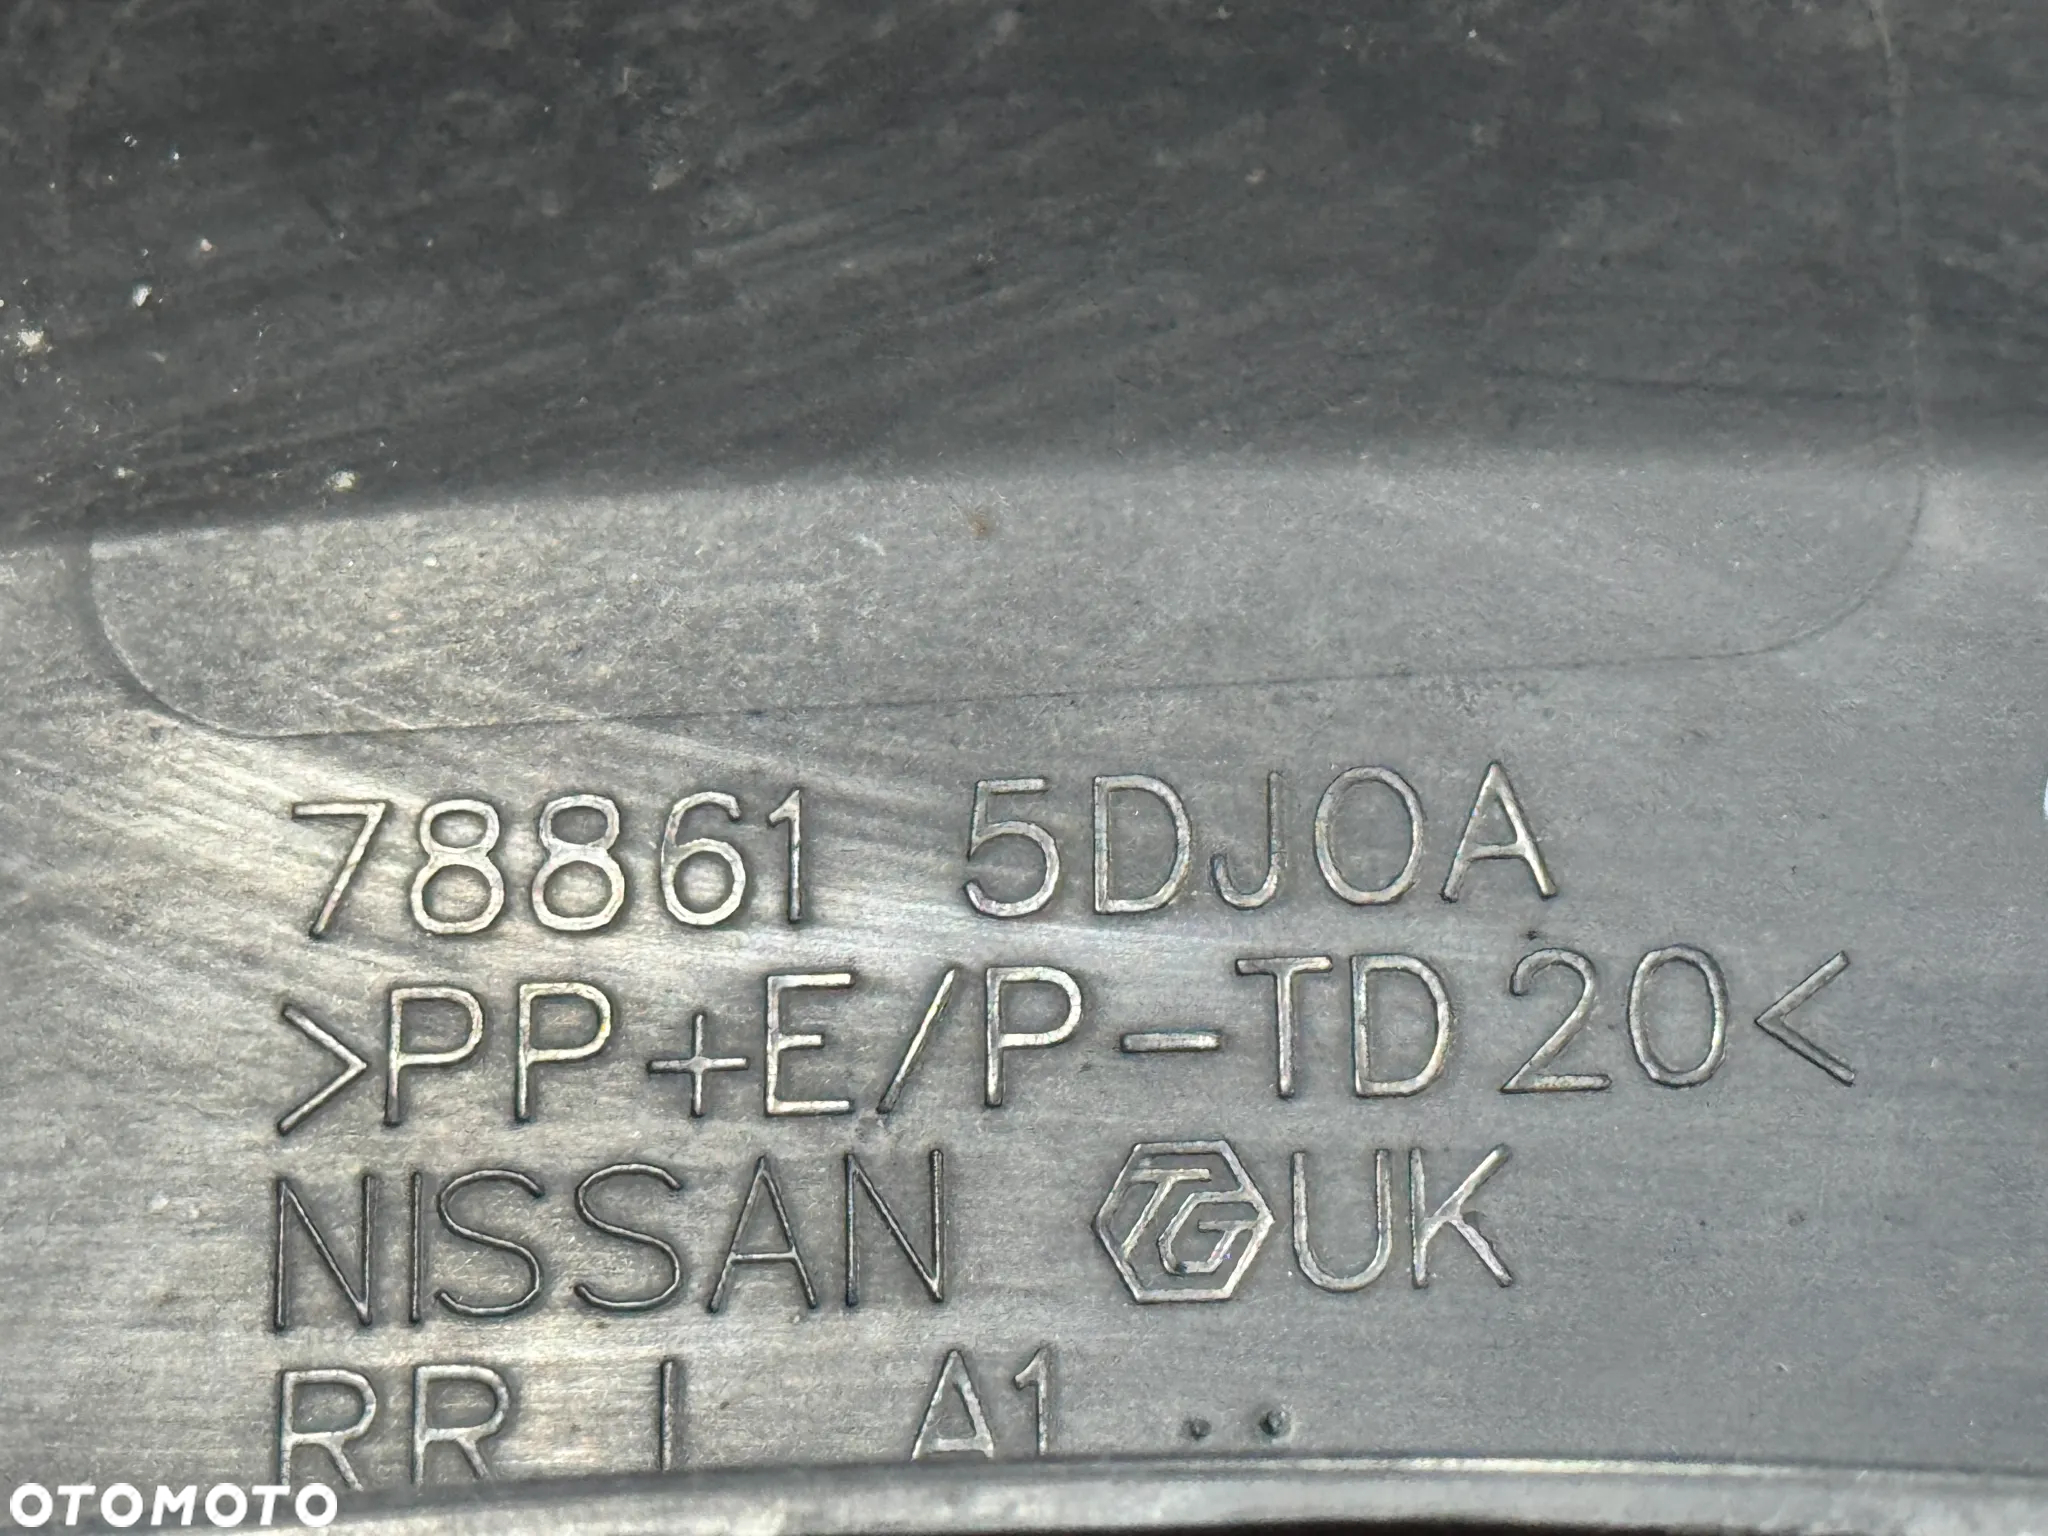 78861 5DJ0A
>PP+E/P-TD20<
NISSAN TG UK
RR L A1
OTOMOTO